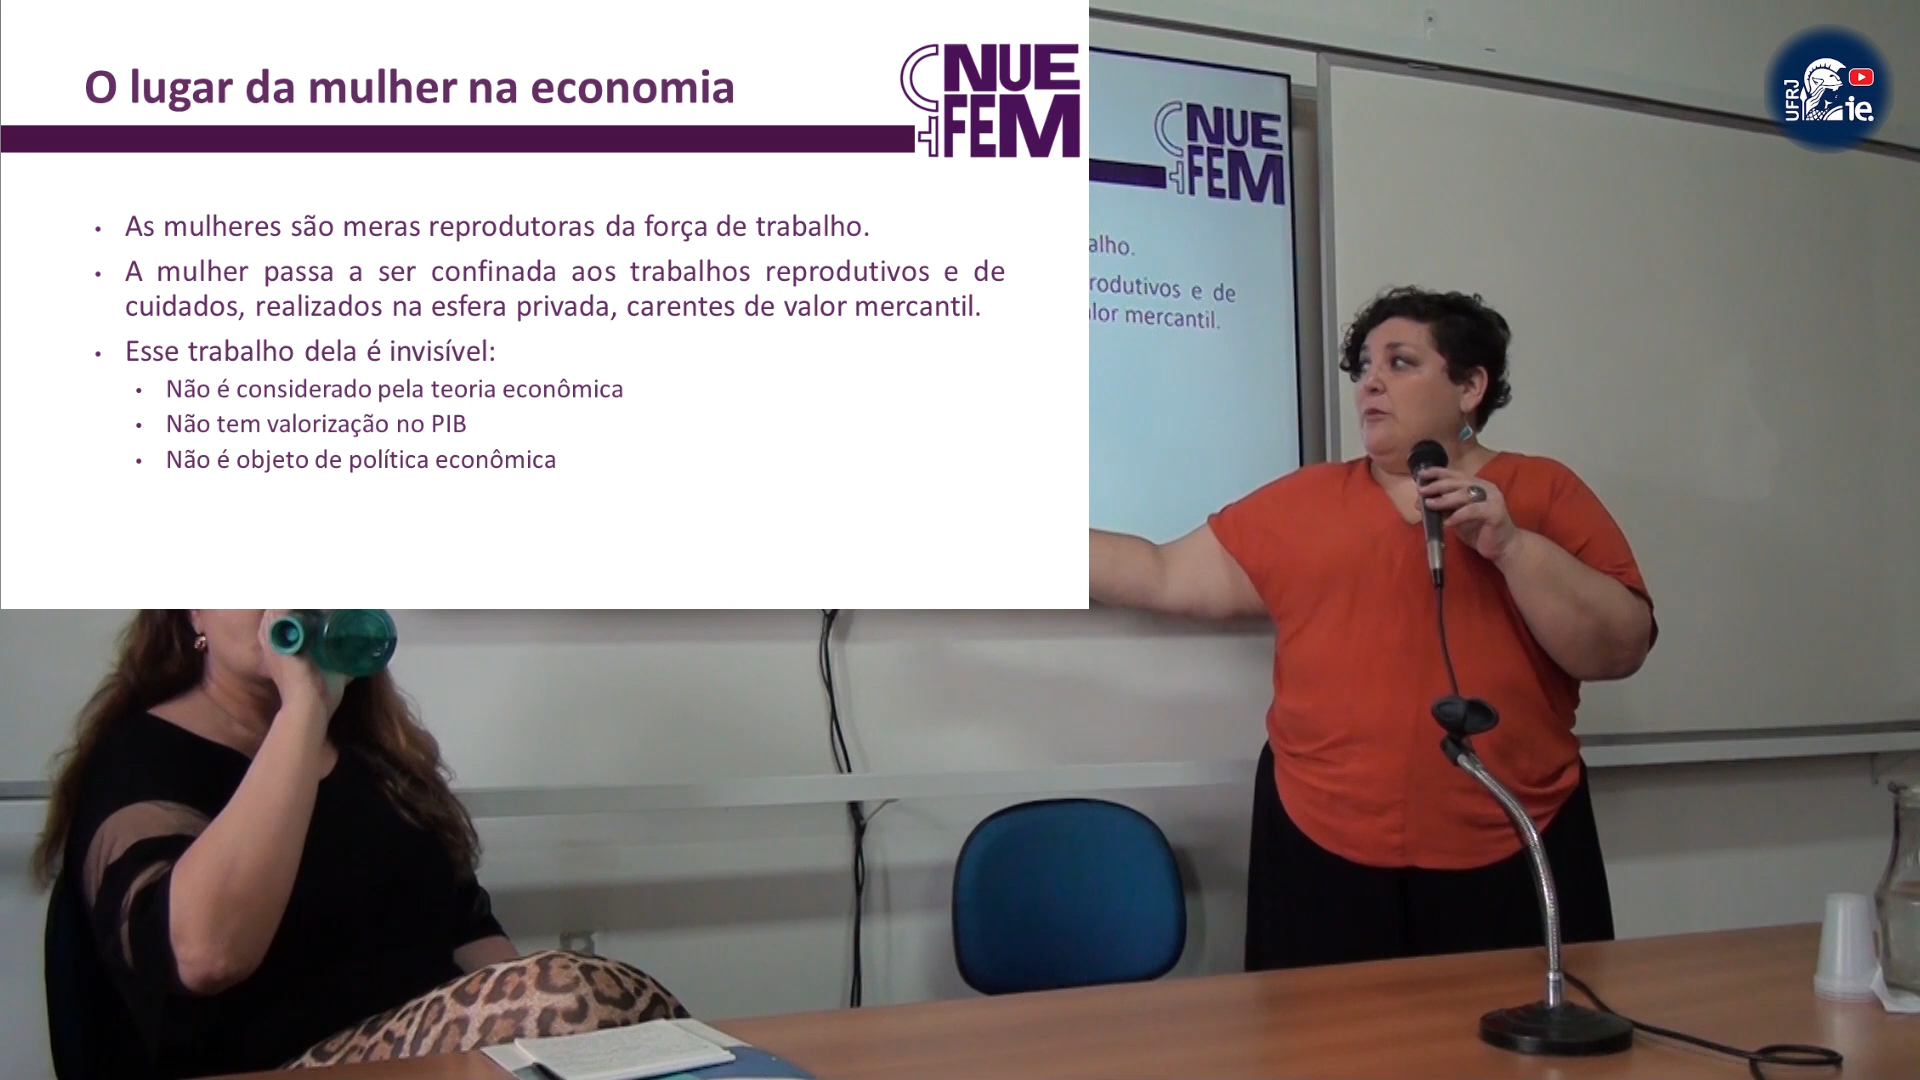 O lugar da mulher na economia
NUE
FEM
• As mulheres são meras reprodutoras da força de trabalho.
• A mulher passa a ser confinada aos trabalhos reprodutivos e de
cuidados, realizados na esfera privada, carentes de valor mercantil.
• Esse trabalho dela é invisível:
• Não é considerado pela teoria econômica
• Não tem valorização no PIB
• Não é objeto de política econômica
NUE
FEM
alho.
rodutivos e de
lor mercantil.
UFRJ
ie.